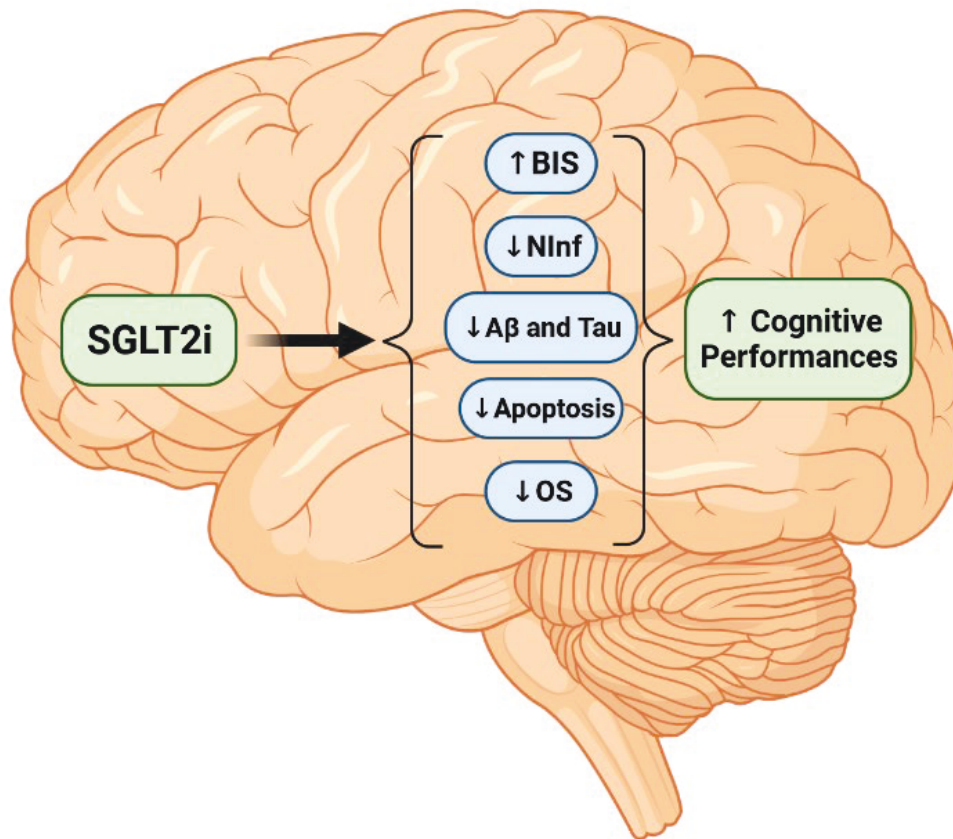 SGLT2i
↑ BIS
↓ NInf
↓ Aβ and Tau
↓ Apoptosis
↓ OS
↑ Cognitive
Performances